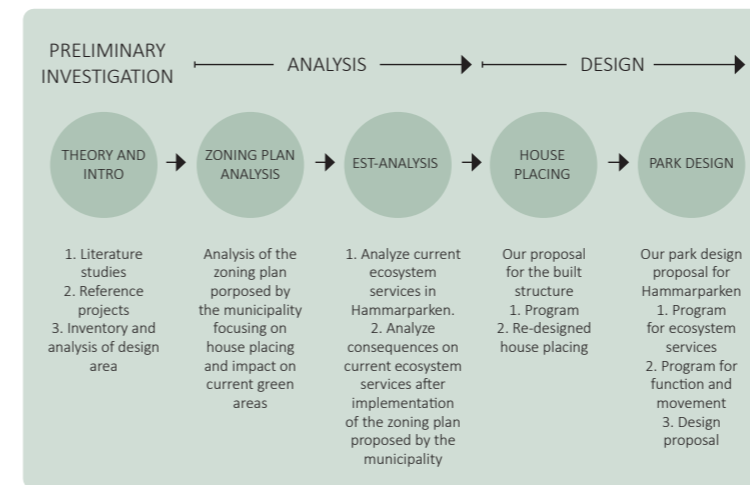 PRELIMINARY
INVESTIGATION
ANALYSIS
DESIGN
THEORY AND
INTRO
ZONING PLAN
ANALYSIS
EST-ANALYSIS
HOUSE
PLACING
PARK DESIGN
1. Literature
studies
2. Reference
projects
3. Inventory and
analysis of design
area
Analysis of the
zoning plan
porposed by
the municipality
focusing on
house placing
and impact on
current green
areas
1. Analyze current
ecosystem
services in
Hammarparken.
2. Analyze
consequences on
current ecosystem
services after
implementation
of the zoning plan
proposed by the
municipality
Our proposal
for the built
structure
1. Program
2. Re-designed
house placing
Our park design
proposal for
Hammarparken
1. Program
for ecosystem
services
2. Program for
function and
movement
3. Design
proposal